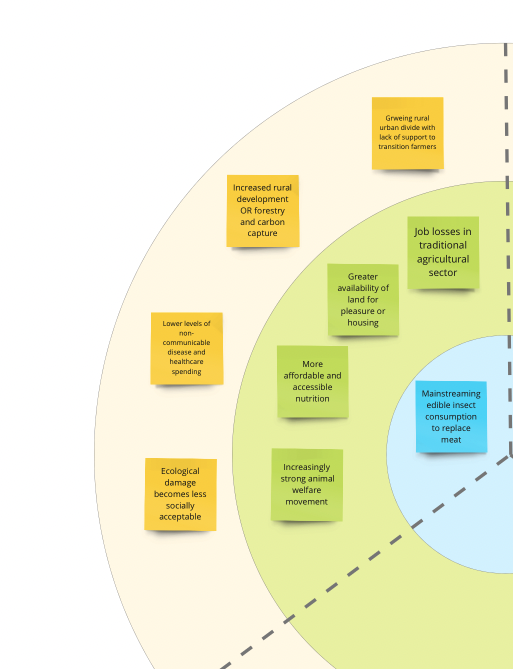 Grweing rural
urban divide with
lack of support to
transition farmers
Increased rural
development
OR forestry
and carbon
capture
Job losses in
traditional
agricultural
sector
Greater
availability of
land for
pleasure or
housing
Lower levels of
non-
communicable
disease and
healthcare
spending
More
affordable and
accessible
nutrition
Mainstreaming
edible insect
consumption
to replace
meat
Ecological
damage
becomes less
socially
acceptable
Increasingly
strong animal
welfare
movement